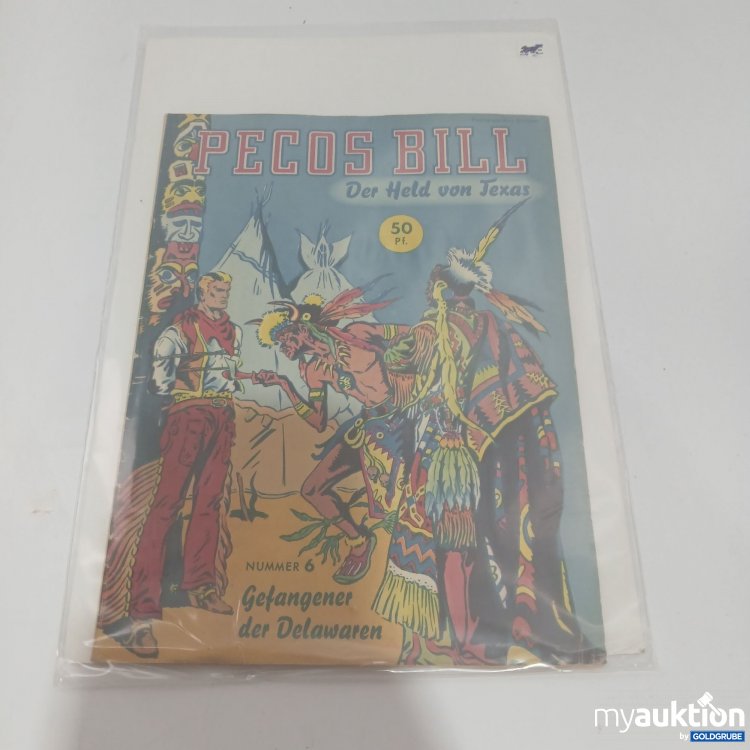 PECOS BILL
Der Held von Texas
50
Pf.
NUMMER 6
Gefangener
der Delawaren
myauktion
by GOLDGRUBE